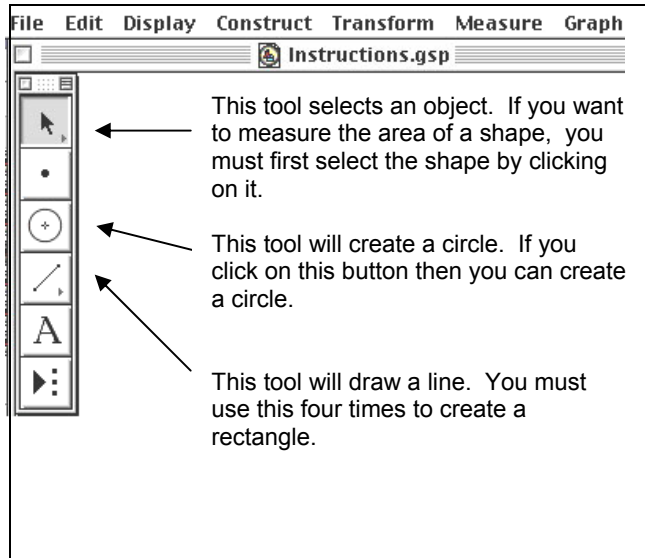 File Edit Display Construct Transform Measure Graph
Instructions.gsp
This tool selects an object. If you want
to measure the area of a shape, you
must first select the shape by clicking
on it.
This tool will create a circle. If you
click on this button then you can create
a circle.
A
This tool will draw a line. You must
use this four times to create a
rectangle.